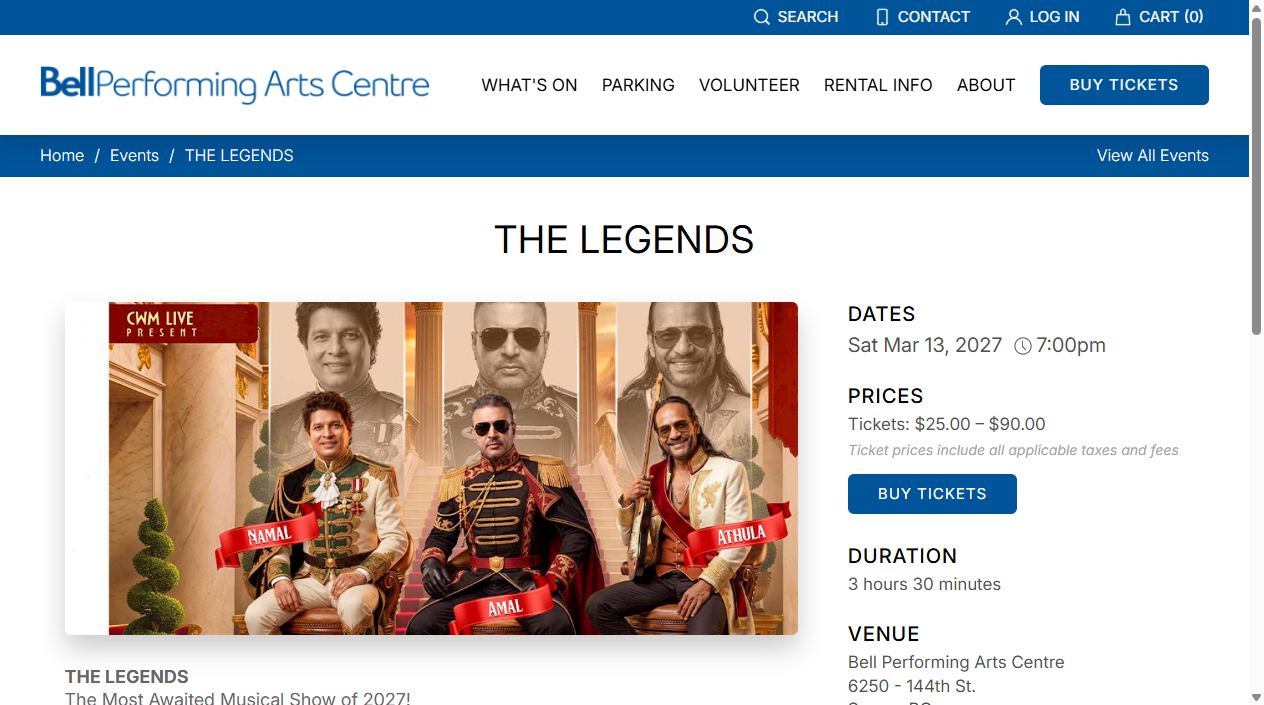 SEARCH
CONTACT
LOG IN
CART (0)
BellPerforming Arts Centre
WHAT'S ON
PARKING
VOLUNTEER
RENTAL INFO
ABOUT
BUY TICKETS
Home / Events / THE LEGENDS
View All Events
THE LEGENDS
CWM LIVE
PRESENT
NAMAL
AMAL
ATHULA
THE LEGENDS
The Most Awaited Musical Show of 2027!
DATES
Sat Mar 13, 2027 7:00pm
PRICES
Tickets: $25.00 – $90.00
Ticket prices include all applicable taxes and fees
BUY TICKETS
DURATION
3 hours 30 minutes
VENUE
Bell Performing Arts Centre
6250 - 144th St.